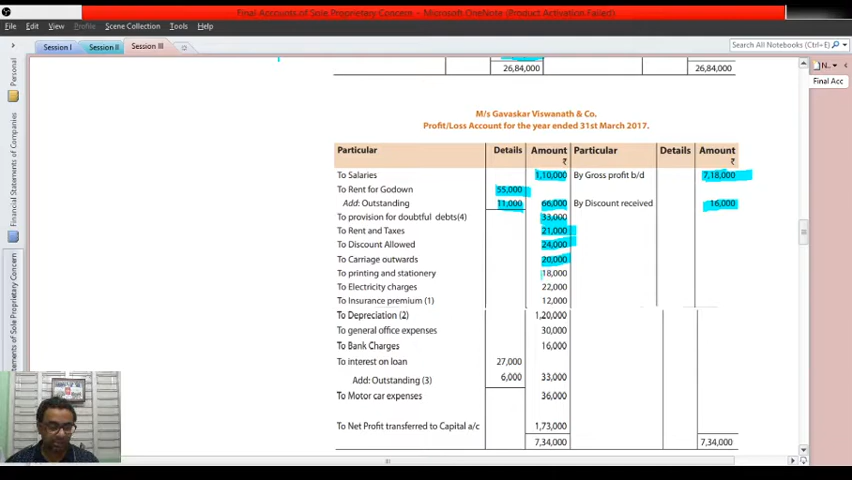 Final Accounts of Sole Proprietary Concern - Microsoft OneNote (Product Activation Failed)
File Edit View Profile Scene Collection Tools Help
Session I Session II Session III Search All Notebooks (Ctrl+E)
Personal
Financial Statements of Companies
N..
Final Acc
26,84,000 26,84,000
M/s Gavaskar Viswanath & Co.
Profit/Loss Account for the year ended 31st March 2017.
Particular Details Amount Particular Details Amount
₹ ₹
To Salaries 1,10,000 By Gross profit b/d 7,18,000
To Rent for Godown 55,000
Add: Outstanding 11,000 66,000 By Discount received 16,000
To provision for doubtful debts(4) 33,000
To Rent and Taxes 21,000
To Discount Allowed 24,000
To Carriage outwards 20,000
To printing and stationery 18,000
To Electricity charges 22,000
To Insurance premium (1) 12,000
To Depreciation (2) 1,20,000
To general office expenses 30,000
To Bank Charges 16,000
To interest on loan 27,000
Add: Outstanding (3) 6,000 33,000
To Motor car expenses 36,000
To Net Profit transferred to Capital a/c 1,73,000
7,34,000 7,34,000